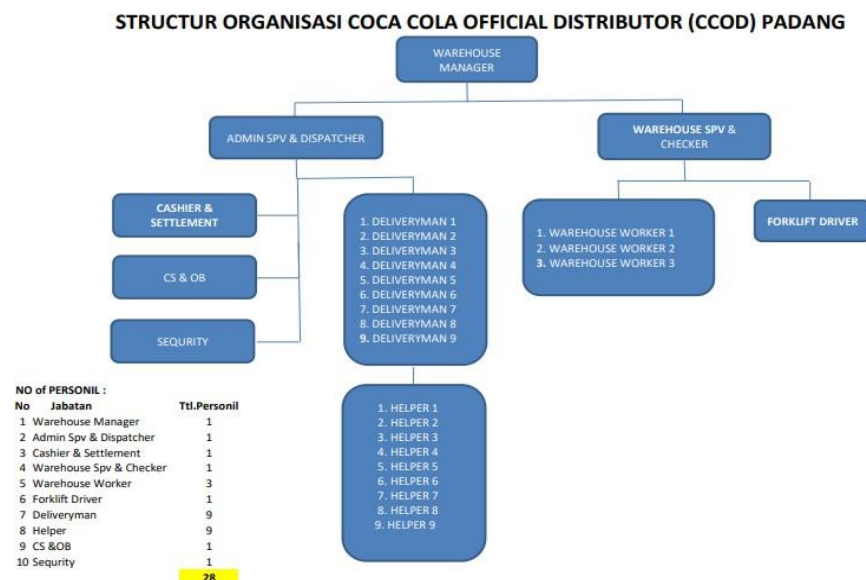 STRUCTUR ORGANISASI COCA COLA OFFICIAL DISTRIBUTOR (CCOD) PADANG
WAREHOUSE
MANAGER
ADMIN SPV & DISPATCHER
WAREHOUSE SPV &
CHECKER
CASHIER &
SETTLEMENT
CS & OB
SEQURITY
1. DELIVERYMAN 1
2. DELIVERYMAN 2
3. DELIVERYMAN 3
4. DELIVERYMAN 4
5. DELIVERYMAN 5
6. DELIVERYMAN 6
7. DELIVERYMAN 7
8. DELIVERYMAN 8
9. DELIVERYMAN 9
1. WAREHOUSE WORKER 1
2. WAREHOUSE WORKER 2
3. WAREHOUSE WORKER 3
FORKLIFT DRIVER
1. HELPER 1
2. HELPER 2
3. HELPER 3
4. HELPER 4
5. HELPER 5
6. HELPER 6
7. HELPER 7
8. HELPER 8
9. HELPER 9
NO of PERSONIL :
No Jabatan Ttl.Personil
1 Warehouse Manager 1
2 Admin Spv & Dispatcher 1
3 Cashier & Settlement 1
4 Warehouse Spv & Checker 1
5 Warehouse Worker 3
6 Forklift Driver 1
7 Deliveryman 9
8 Helper 9
9 CS &OB 1
10 Sequrity 1
28